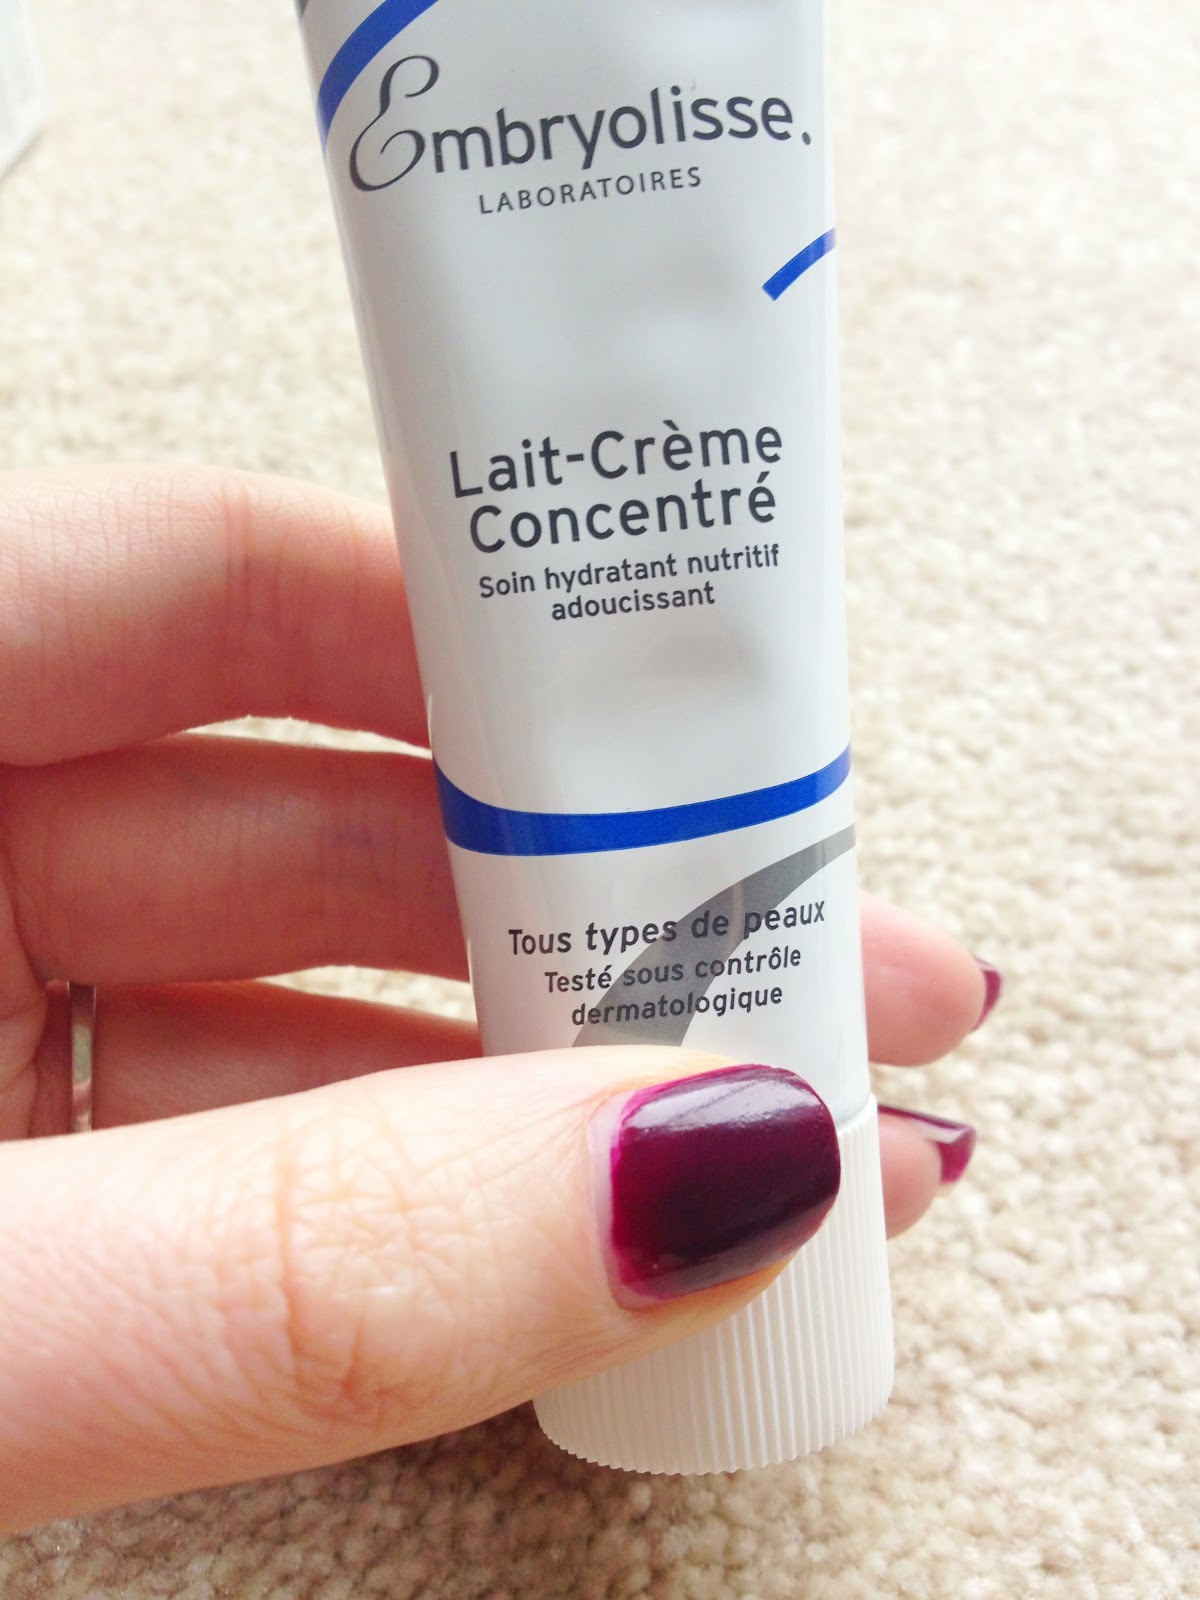 Embryolisse.
LABORATOIRES
Lait-Crème
Concentré
Soin hydratant nutritif
adoucissant
Tous types de peaux
Testé sous contrôle
dermatologique